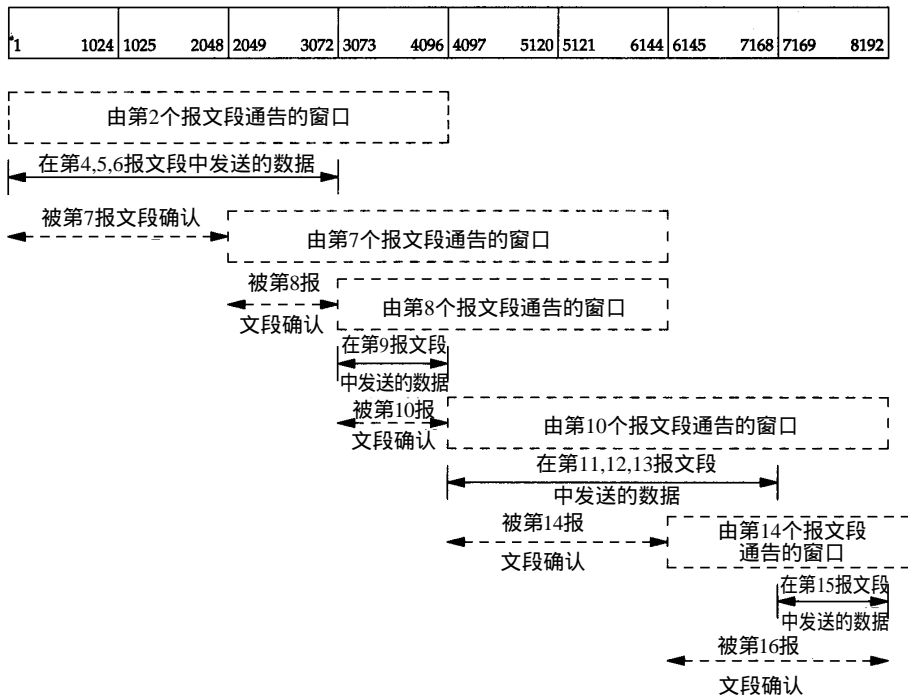 1 1024 1025 2048 2049 3072 3073 4096 4097 5120 5121 6144 6145 7168 7169 8192
由第2个报文段通告的窗口
在第4,5,6报文段中发送的数据
被第7报文段确认
由第7个报文段通告的窗口
被第8报
文段确认
由第8个报文段通告的窗口
在第9报文段
中发送的数据
被第10报
文段确认
由第10个报文段通告的窗口
在第11,12,13报文段
中发送的数据
被第14报
文段确认
由第14个报文段
通告的窗口
在第15报文段
中发送的数据
被第16报
文段确认